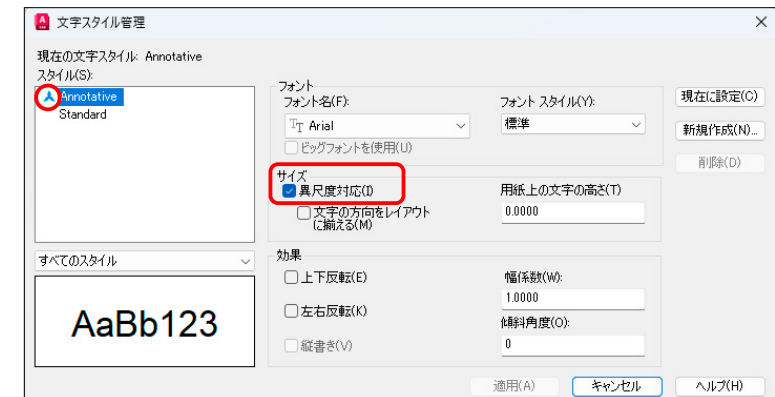 文字スタイル管理
現在の文字スタイル: Annotative
スタイル(S):
Annotative
Standard
すべてのスタイル
AaBb123
フォント
フォント名(F):
Arial
ビッグフォントを使用(U)
フォント スタイル(Y):
標準
サイズ
異尺度対応(I)
文字の方向をレイアウト
に揃える(M)
用紙上の文字の高さ(T)
0.0000
効果
上下反転(E)
左右反転(K)
縦書き(V)
幅係数(W):
1.0000
傾斜角度(O):
0
現在に設定(C)
新規作成(N)...
削除(D)
適用(A)
キャンセル
ヘルプ(H)